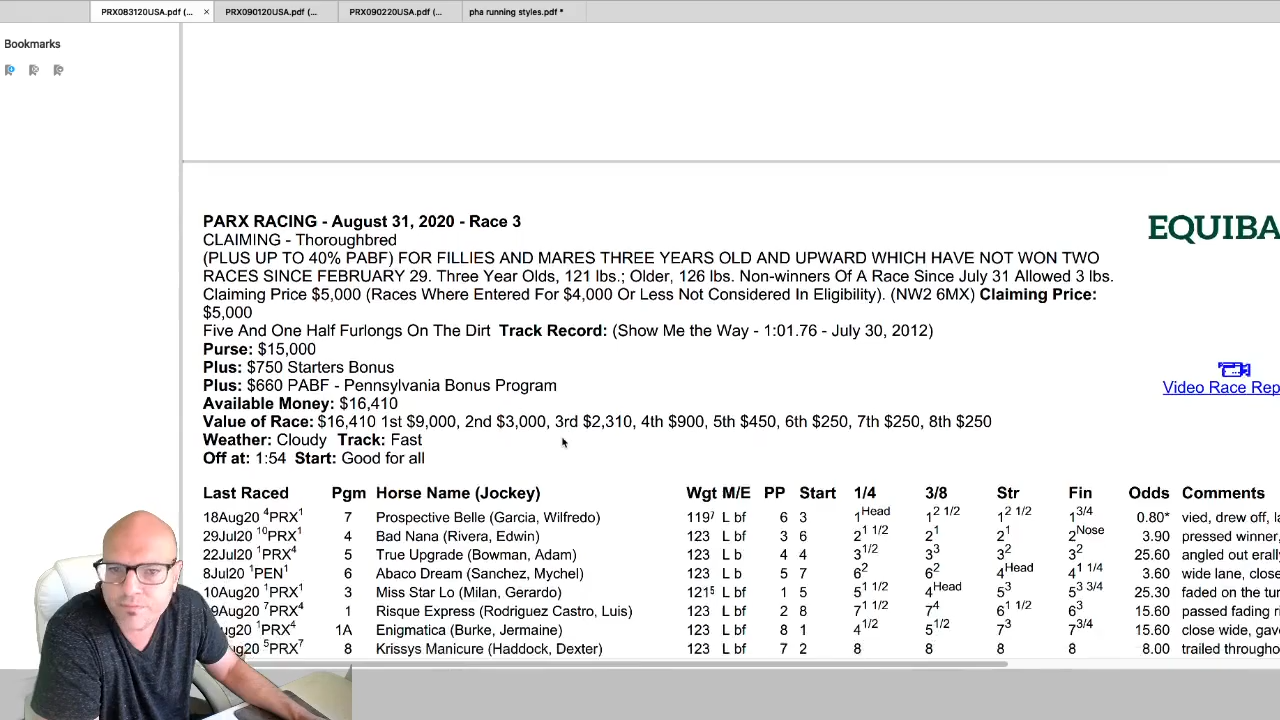 PRX083120USA.pdf (... × PRX090120USA.pdf (... PRX090220USA.pdf (... pha running styles.pdf *
Bookmarks
PARX RACING - August 31, 2020 - Race 3
EQUIBA
CLAIMING - Thoroughbred
(PLUS UP TO 40% PABF) FOR FILLIES AND MARES THREE YEARS OLD AND UPWARD WHICH HAVE NOT WON TWO
RACES SINCE FEBRUARY 29. Three Year Olds, 121 lbs.; Older, 126 lbs. Non-winners Of A Race Since July 31 Allowed 3 lbs.
Claiming Price $5,000 (Races Where Entered For $4,000 Or Less Not Considered In Eligibility). (NW2 6MX) Claiming Price:
$5,000
Five And One Half Furlongs On The Dirt Track Record: (Show Me the Way - 1:01.76 - July 30, 2012)
Purse: $15,000
Plus: $750 Starters Bonus
Plus: $660 PABF - Pennsylvania Bonus Program
Video Race Rep
Available Money: $16,410
Value of Race: $16,410 1st $9,000, 2nd $3,000, 3rd $2,310, 4th $900, 5th $450, 6th $250, 7th $250, 8th $250
Weather: Cloudy Track: Fast
Off at: 1:54 Start: Good for all
Last Raced Pgm Horse Name (Jockey) Wgt M/E PP Start 1/4 3/8 Str Fin Odds Comments
18Aug20 4PRX1 7 Prospective Belle (Garcia, Wilfredo) 1197 L bf 6 3 1Head 12 1/2 12 1/2 13/4 0.80* vied, drew off, la
29Jul20 10PRX1 4 Bad Nana (Rivera, Edwin) 123 L bf 3 6 21 1/2 21 21 2Nose 3.90 pressed winner,
22Jul20 1PRX4 5 True Upgrade (Bowman, Adam) 123 L b 4 4 31/2 33 32 32 25.60 angled out erally
8Jul20 1PEN1 6 Abaco Dream (Sanchez, Mychel) 123 L b 5 7 62 62 4Head 41 1/4 3.60 wide lane, close
10Aug20 1PRX1 3 Miss Star Lo (Milan, Gerardo) 1215 L bf 1 5 51 1/2 4Head 53 53 3/4 25.30 faded on the tur
9Aug20 7PRX4 1 Risque Express (Rodriguez Castro, Luis) 123 L bf 2 8 71 1/2 74 61 1/2 63 15.60 passed fading ri
ug20 1PRX4 1A Enigmatica (Burke, Jermaine) 123 L bf 8 1 41/2 51/2 73 73/4 15.60 close wide, gav
ug20 5PRX7 8 Krissys Manicure (Haddock, Dexter) 123 L bf 7 2 8 8 8 8 8.00 trailed througho